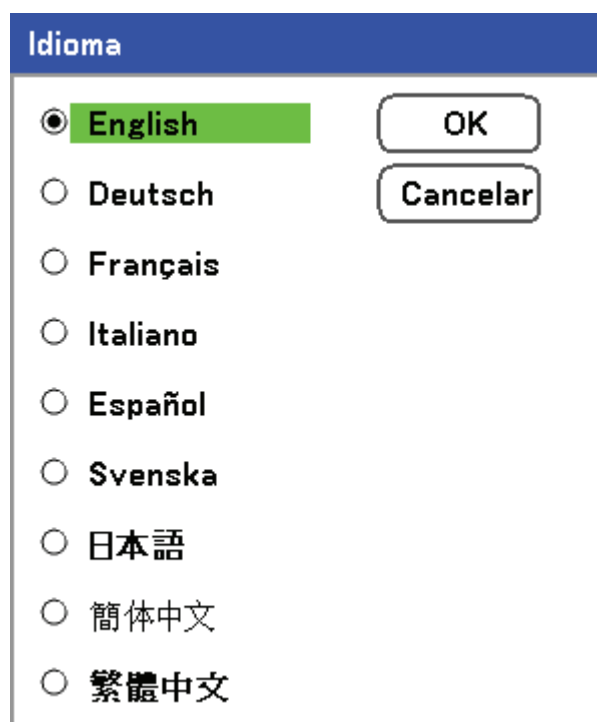 Idioma
English OK
Deutsch Cancelar
Français
Italiano
Español
Svenska
日本語
簡体中文
繁體中文